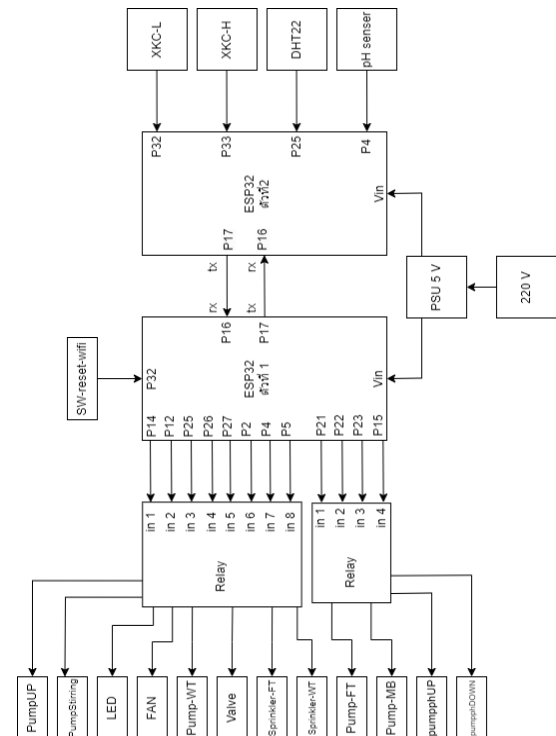 XKC-L
XKC-H
DHT22
pH senser
P32
P33
P25
P4
ESP32
ตัวที่2
Vin
P17
P16
tx
rx
rx
tx
PSU 5 V
220 V
SW-reset-wifi
P16
P17
P32
ESP32
ตัวที่ 1
Vin
P14
P12
P25
P26
P27
P2
P4
P5
P21
P22
P23
P15
in 1
in 2
in 3
in 4
in 5
in 6
in 7
in 8
Relay
in 1
in 2
in 3
in 4
Relay
PumpUP
PumpStirring
LED
FAN
Pump-WT
Valve
Sprinkler-FT
Sprinkler-WT
Pump-FT
Pump-MB
pumpphUP
pumpphDOWN